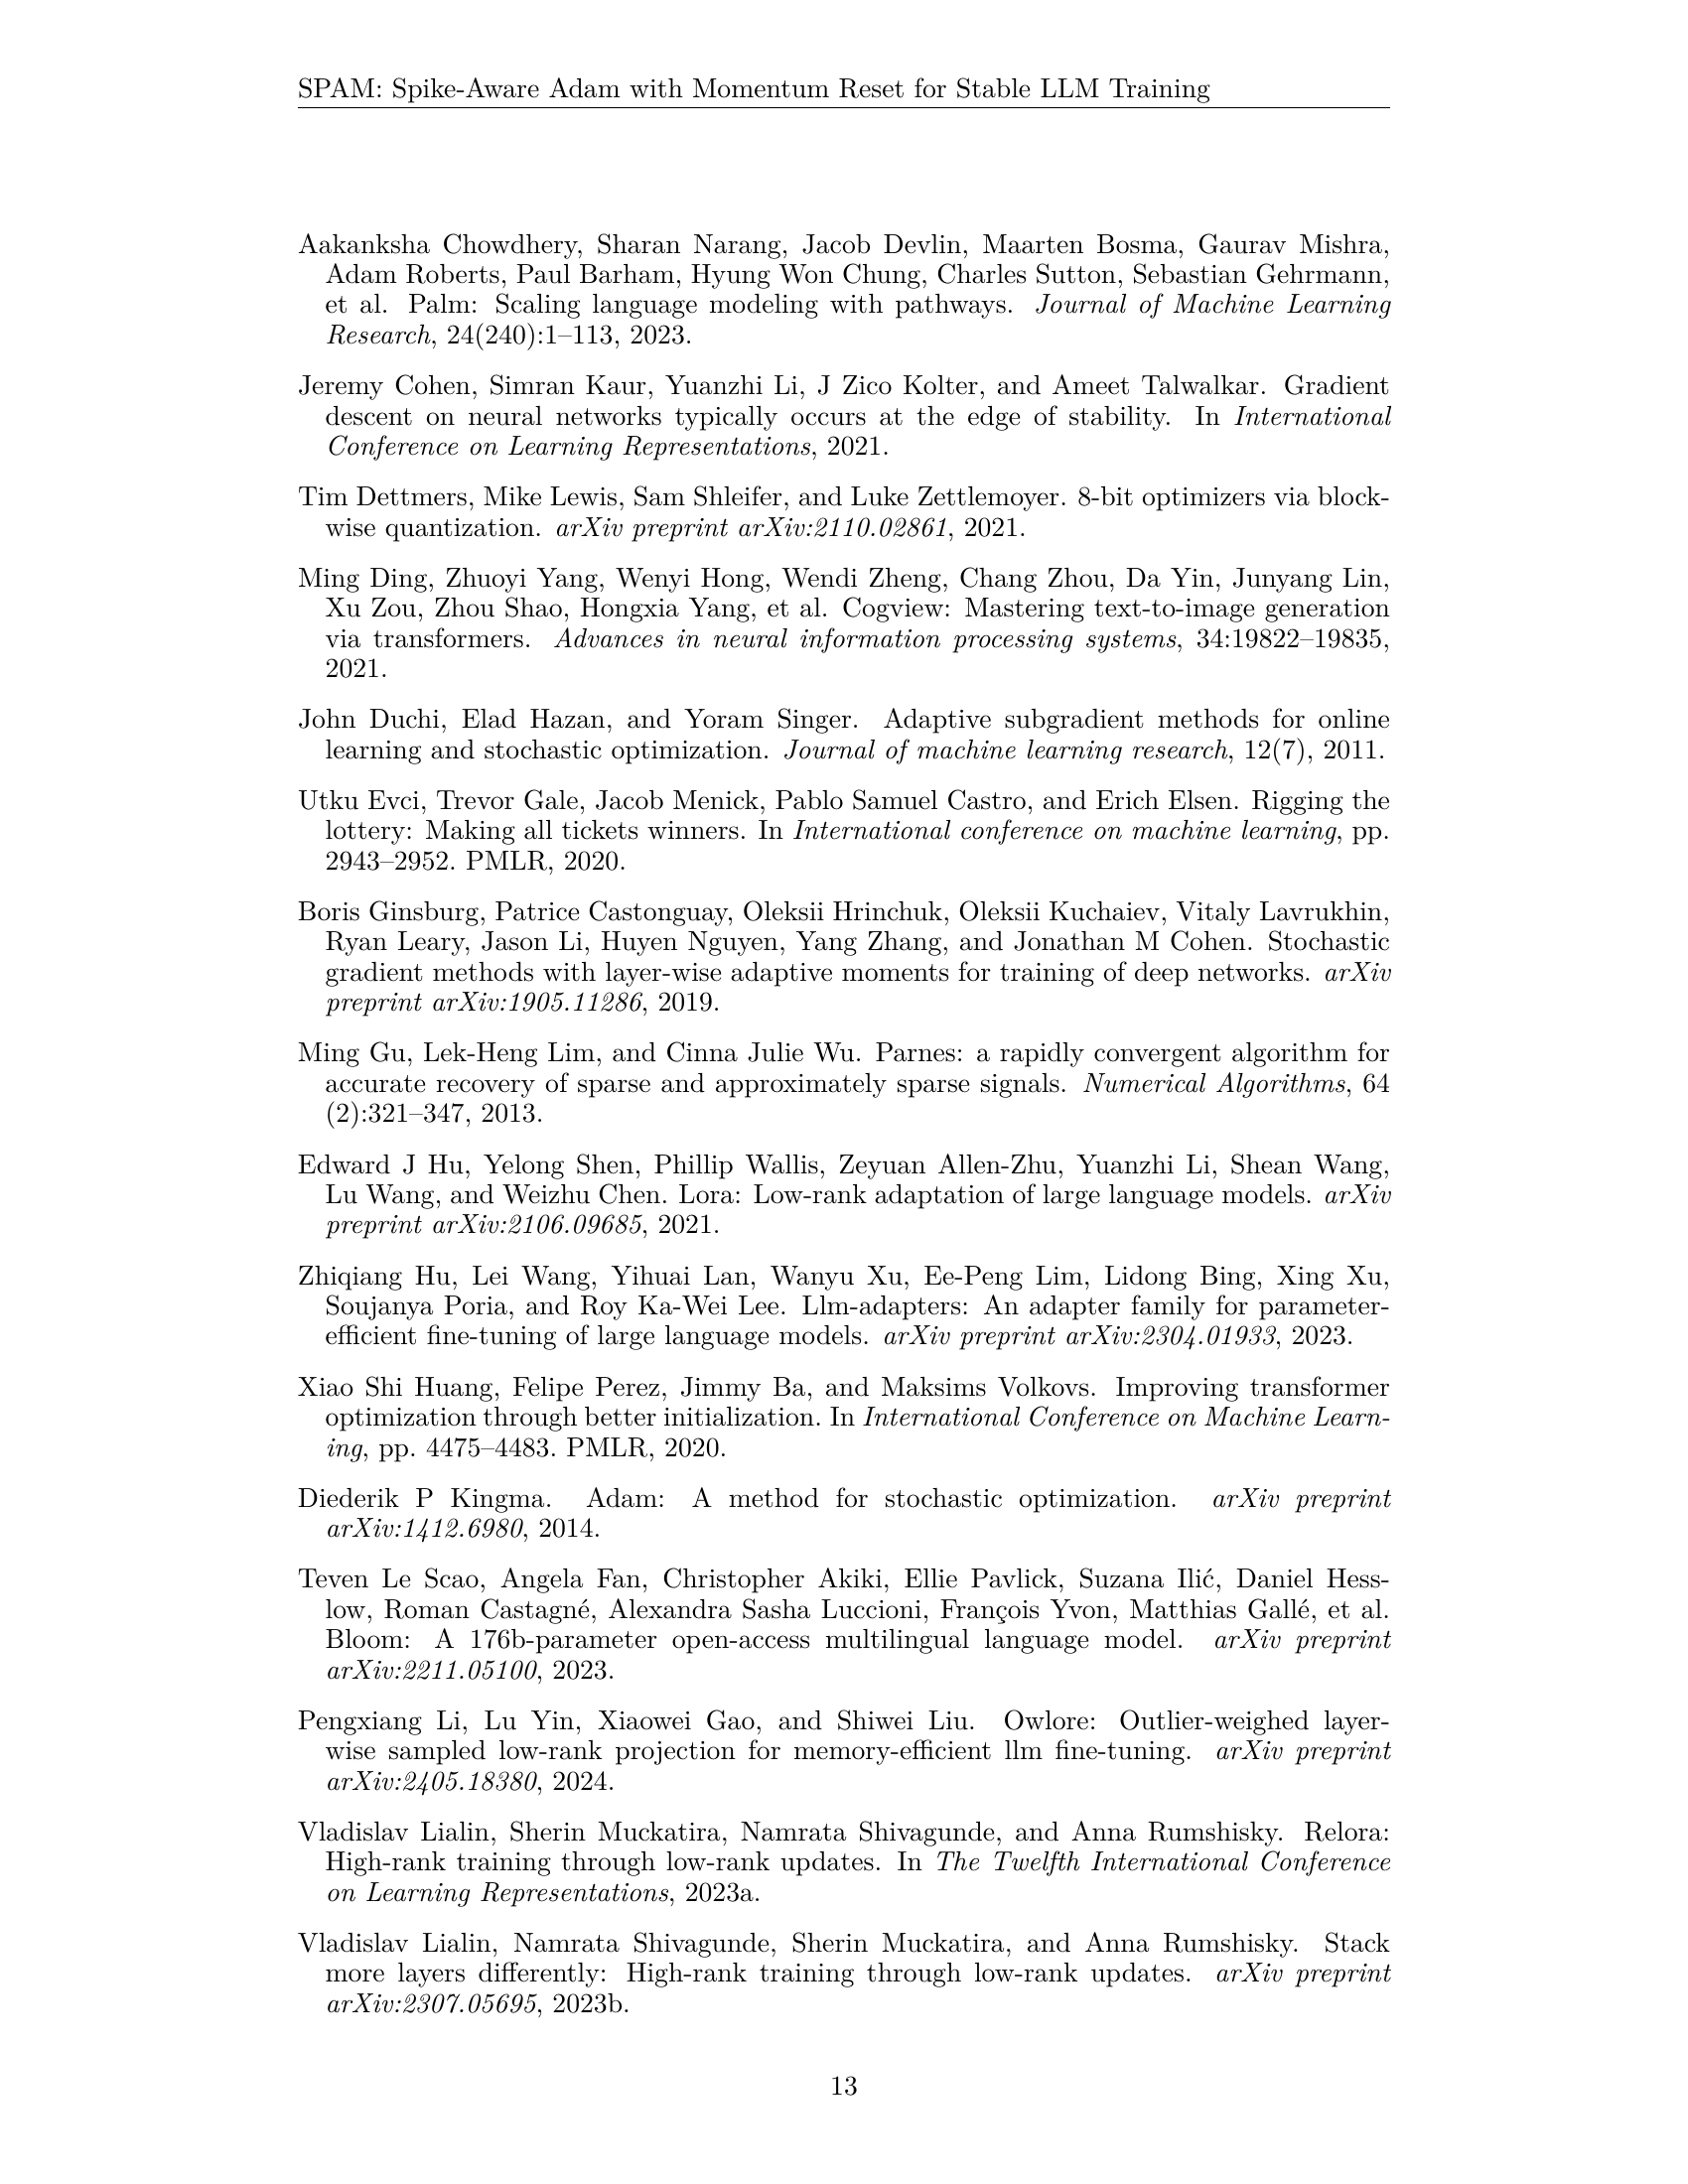 SPAM: Spike-Aware Adam with Momentum Reset for Stable LLM Training
Aakanksha Chowdhery, Sharan Narang, Jacob Devlin, Maarten Bosma, Gaurav Mishra,
Adam Roberts, Paul Barham, Hyung Won Chung, Charles Sutton, Sebastian Gehrmann,
et al. Palm: Scaling language modeling with pathways. Journal of Machine Learning
Research, 24(240):1–113, 2023.
Jeremy Cohen, Simran Kaur, Yuanzhi Li, J Zico Kolter, and Ameet Talwalkar. Gradient
descent on neural networks typically occurs at the edge of stability. In International
Conference on Learning Representations, 2021.
Tim Dettmers, Mike Lewis, Sam Shleifer, and Luke Zettlemoyer. 8-bit optimizers via block-
wise quantization. arXiv preprint arXiv:2110.02861, 2021.
Ming Ding, Zhuoyi Yang, Wenyi Hong, Wendi Zheng, Chang Zhou, Da Yin, Junyang Lin,
Xu Zou, Zhou Shao, Hongxia Yang, et al. Cogview: Mastering text-to-image generation
via transformers. Advances in neural information processing systems, 34:19822–19835,
2021.
John Duchi, Elad Hazan, and Yoram Singer. Adaptive subgradient methods for online
learning and stochastic optimization. Journal of machine learning research, 12(7), 2011.
Utku Evci, Trevor Gale, Jacob Menick, Pablo Samuel Castro, and Erich Elsen. Rigging the
lottery: Making all tickets winners. In International conference on machine learning, pp.
2943–2952. PMLR, 2020.
Boris Ginsburg, Patrice Castonguay, Oleksii Hrinchuk, Oleksii Kuchaiev, Vitaly Lavrukhin,
Ryan Leary, Jason Li, Huyen Nguyen, Yang Zhang, and Jonathan M Cohen. Stochastic
gradient methods with layer-wise adaptive moments for training of deep networks. arXiv
preprint arXiv:1905.11286, 2019.
Ming Gu, Lek-Heng Lim, and Cinna Julie Wu. Parnes: a rapidly convergent algorithm for
accurate recovery of sparse and approximately sparse signals. Numerical Algorithms, 64
(2):321–347, 2013.
Edward J Hu, Yelong Shen, Phillip Wallis, Zeyuan Allen-Zhu, Yuanzhi Li, Shean Wang,
Lu Wang, and Weizhu Chen. Lora: Low-rank adaptation of large language models. arXiv
preprint arXiv:2106.09685, 2021.
Zhiqiang Hu, Lei Wang, Yihuai Lan, Wanyu Xu, Ee-Peng Lim, Lidong Bing, Xing Xu,
Soujanya Poria, and Roy Ka-Wei Lee. Llm-adapters: An adapter family for parameter-
efficient fine-tuning of large language models. arXiv preprint arXiv:2304.01933, 2023.
Xiao Shi Huang, Felipe Perez, Jimmy Ba, and Maksims Volkovs. Improving transformer
optimization through better initialization. In International Conference on Machine Learn-
ing, pp. 4475–4483. PMLR, 2020.
Diederik P Kingma. Adam: A method for stochastic optimization. arXiv preprint
arXiv:1412.6980, 2014.
Teven Le Scao, Angela Fan, Christopher Akiki, Ellie Pavlick, Suzana Ilić, Daniel Hess-
low, Roman Castagné, Alexandra Sasha Luccioni, François Yvon, Matthias Gallé, et al.
Bloom: A 176b-parameter open-access multilingual language model. arXiv preprint
arXiv:2211.05100, 2023.
Pengxiang Li, Lu Yin, Xiaowei Gao, and Shiwei Liu. Owlore: Outlier-weighed layer-
wise sampled low-rank projection for memory-efficient llm fine-tuning. arXiv preprint
arXiv:2405.18380, 2024.
Vladislav Lialin, Sherin Muckatira, Namrata Shivagunde, and Anna Rumshisky. Relora:
High-rank training through low-rank updates. In The Twelfth International Conference
on Learning Representations, 2023a.
Vladislav Lialin, Namrata Shivagunde, Sherin Muckatira, and Anna Rumshisky. Stack
more layers differently: High-rank training through low-rank updates. arXiv preprint
arXiv:2307.05695, 2023b.
13